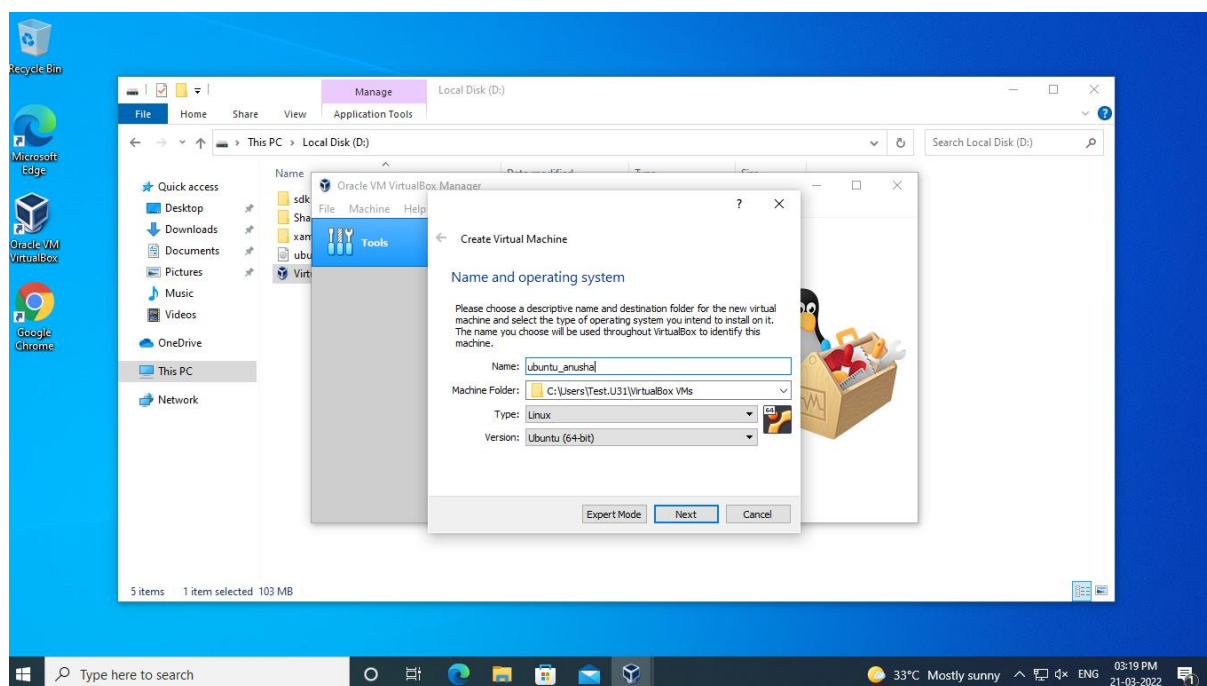 Recycle Bin
Microsoft
Edge
Oracle VM
VirtualBox
Google
Chrome
Manage
Local Disk (D:)
File
Home
Share
View
Application Tools
This PC > Local Disk (D:)
Search Local Disk (D:)
Quick access
Desktop
Downloads
Documents
Pictures
Music
Videos
OneDrive
This PC
Network
Name
sdk
Sha
xam
ubu
Virt
Oracle VM VirtualBox Manager
File
Machine
Help
Tools
?
Create Virtual Machine
Name and operating system
Please choose a descriptive name and destination folder for the new virtual
machine and select the type of operating system you intend to install on it.
The name you choose will be used throughout VirtualBox to identify this
machine.
Name: ubuntu_anusha
Machine Folder: C:\Users\Test.U31\VirtualBox VMs
Type: Linux
64
Version: Ubuntu (64-bit)
Expert Mode
Next
Cancel
5 items
1 item selected 103 MB
Type here to search
33°C Mostly sunny
ENG
03:19 PM
21-03-2022